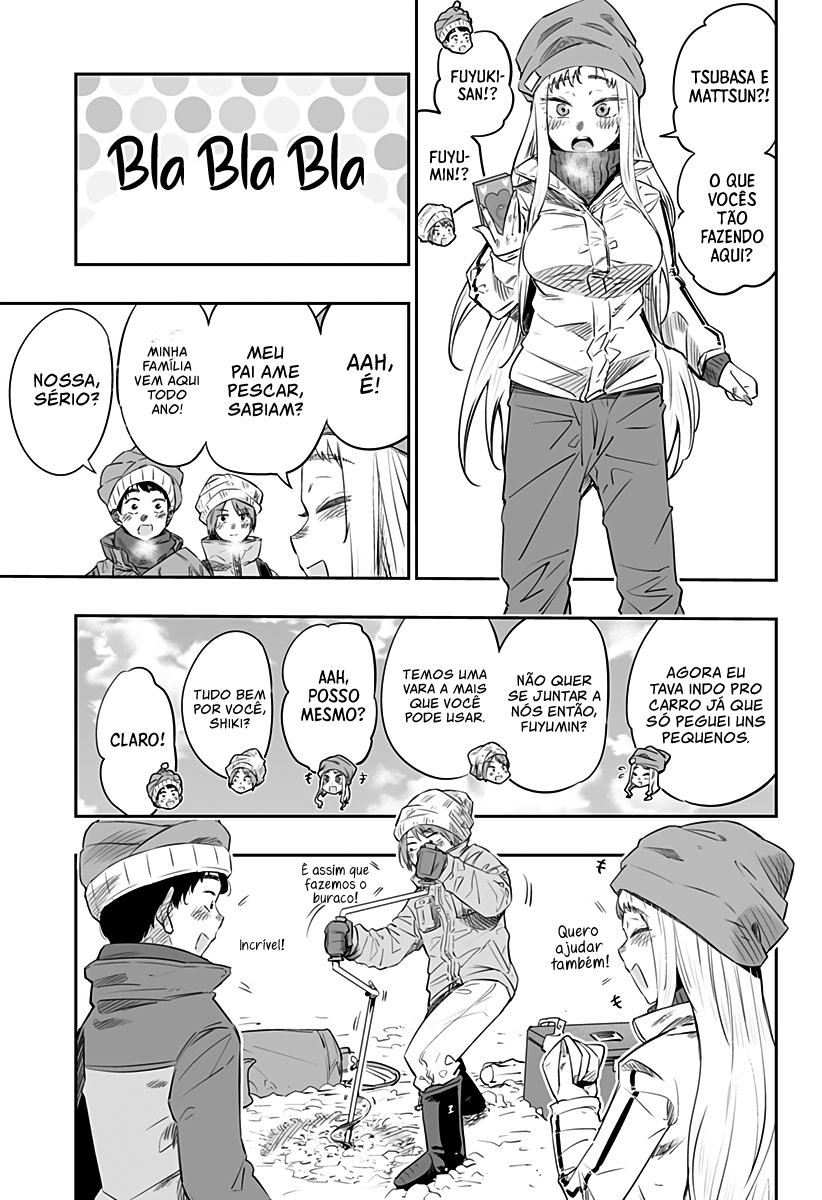 TSUBASA E
MATTSUN?!
O QUE
VOCÊS
TÃO
FAZENDO
AQUI?
FUYUKI-
SAN!?
FUYU-
MIN!?
Bla Bla Bla
AAH,
É!
MEU
PAI AME
PESCAR,
SABIAM?
MINHA
FAMÍLIA
VEM AQUI
TODO
ANO!
NOSSA,
SÉRIO?
AGORA EU
TAVA INDO PRO
CARRO JÁ QUE
SÓ PEGUEI UNS
PEQUENOS.
NÃO QUER
SE JUNTAR A
NÓS ENTÃO,
FUYUMIN?
TEMOS UMA
VARA A MAIS
QUE VOCÊ
PODE USAR.
AAH,
POSSO
MESMO?
TUDO BEM
POR VOCÊ,
SHIKI?
CLARO!
Quero
ajudar
também!
É assim que
fazemos o
buraco!
Incrível!